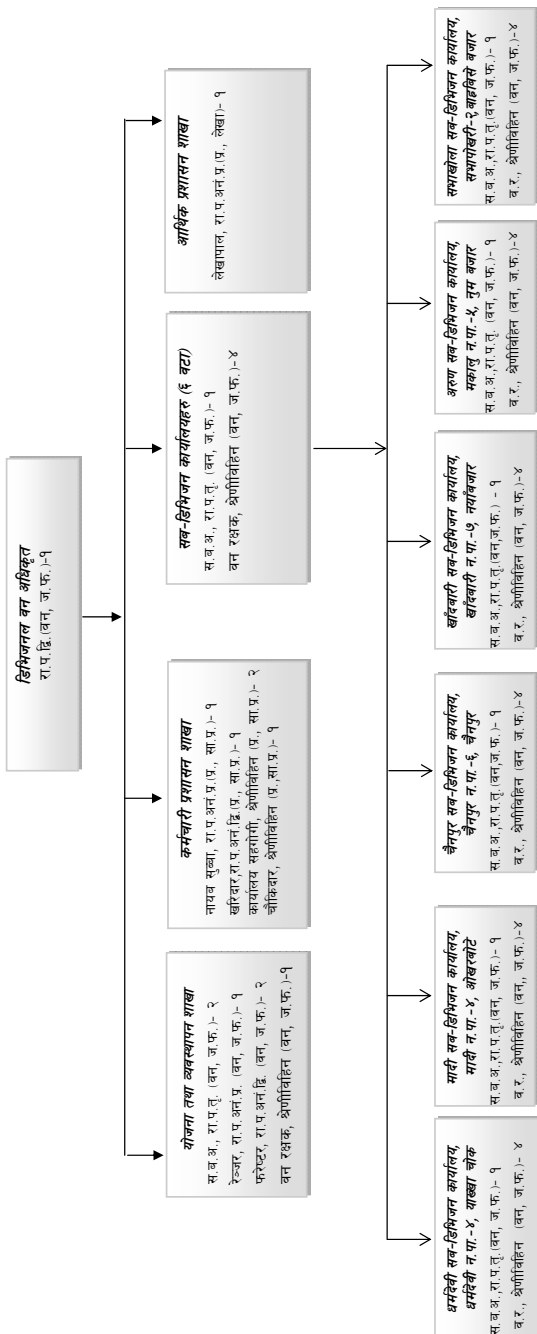 डिभिजनल वन अधिकृत
रा.प.द्वि.(वन, ज.फ.)-१
योजना तथा व्यवस्थापन शाखा
स.व.अ., रा.प.तृ. (वन, ज.फ.)- २
रेञ्जर, रा.प.अनं.प्र. (वन, ज.फ.)- १
फरेष्टर, रा.प.अनं.द्वि. (वन, ज.फ.)- २
वन रक्षक, श्रेणीविहिन (वन, ज.फ.)-१
कर्मचारी प्रशासन शाखा
नायव सुब्वा, रा.प.अनं.प्र.(प्र., सा.प्र.)- १
खरिदार,रा.प.अनं.द्वि.(प्र., सा.प्र.)- १
कार्यालय सहगोगी, श्रेणीविहिन (प्र., सा.प्र.)- २
चौकिदार, श्रेणीविहिन (प्र.,सा.प्र.)- १
सब-डिभिजन कार्यालयहरु (६ वटा)
स.व.अ., रा.प.तृ. (वन, ज.फ.)- १
वन रक्षक, श्रेणीविहिन (वन, ज.फ.)-४
आर्थिक प्रशासन शाखा
लेखापाल, रा.प.अनं.प्र.(प्र., लेखा)- १
धर्मदेवी सब-डिभिजन कार्यालय,
धर्मदेवी न.पा.-४, याख्खा चोक
स.व.अ.,रा.प.तृ.(वन, ज.फ.)- १
व.र., श्रेणीविहिन (वन, ज.फ.)- ४
मादी सब-डिभिजन कार्यालय,
मादी न.पा.-४, ओखरबोटे
स.व.अ.,रा.प.तृ.(वन, ज.फ.)- १
व.र., श्रेणीविहिन (वन, ज.फ.)-४
चैनपुर सब-डिभिजन कार्यालय,
चैनपुर न.पा.-६, चैनपुर
स.व.अ.,रा.प.तृ.(वन,ज.फ.)- १
व.र., श्रेणीविहिन (वन, ज.फ.)-४
खाँदबारी सब-डिभिजन कार्यालय,
खाँदबारी न.पा.-७, नयाँबजार
स.व.अ.,रा.प.तृ.(वन,ज.फ.) - १
व.र., श्रेणीविहिन (वन, ज.फ.)-४
अरुण सब-डिभिजन कार्यालय,
मकालु न.पा.-५, नुम बजार
स.व.अ.,रा.प.तृ. (वन, ज.फ.)- १
व.र., श्रेणीविहिन (वन, ज.फ.)-४
सभाखोला सब-डिभिजन कार्यालय,
सभापोखरी-२,बाह्रबिसे बजार
स.व.अ.,रा.प.तृ.(वन, ज.फ.)- १
व.र., श्रेणीविहिन (वन, ज.फ.)-४